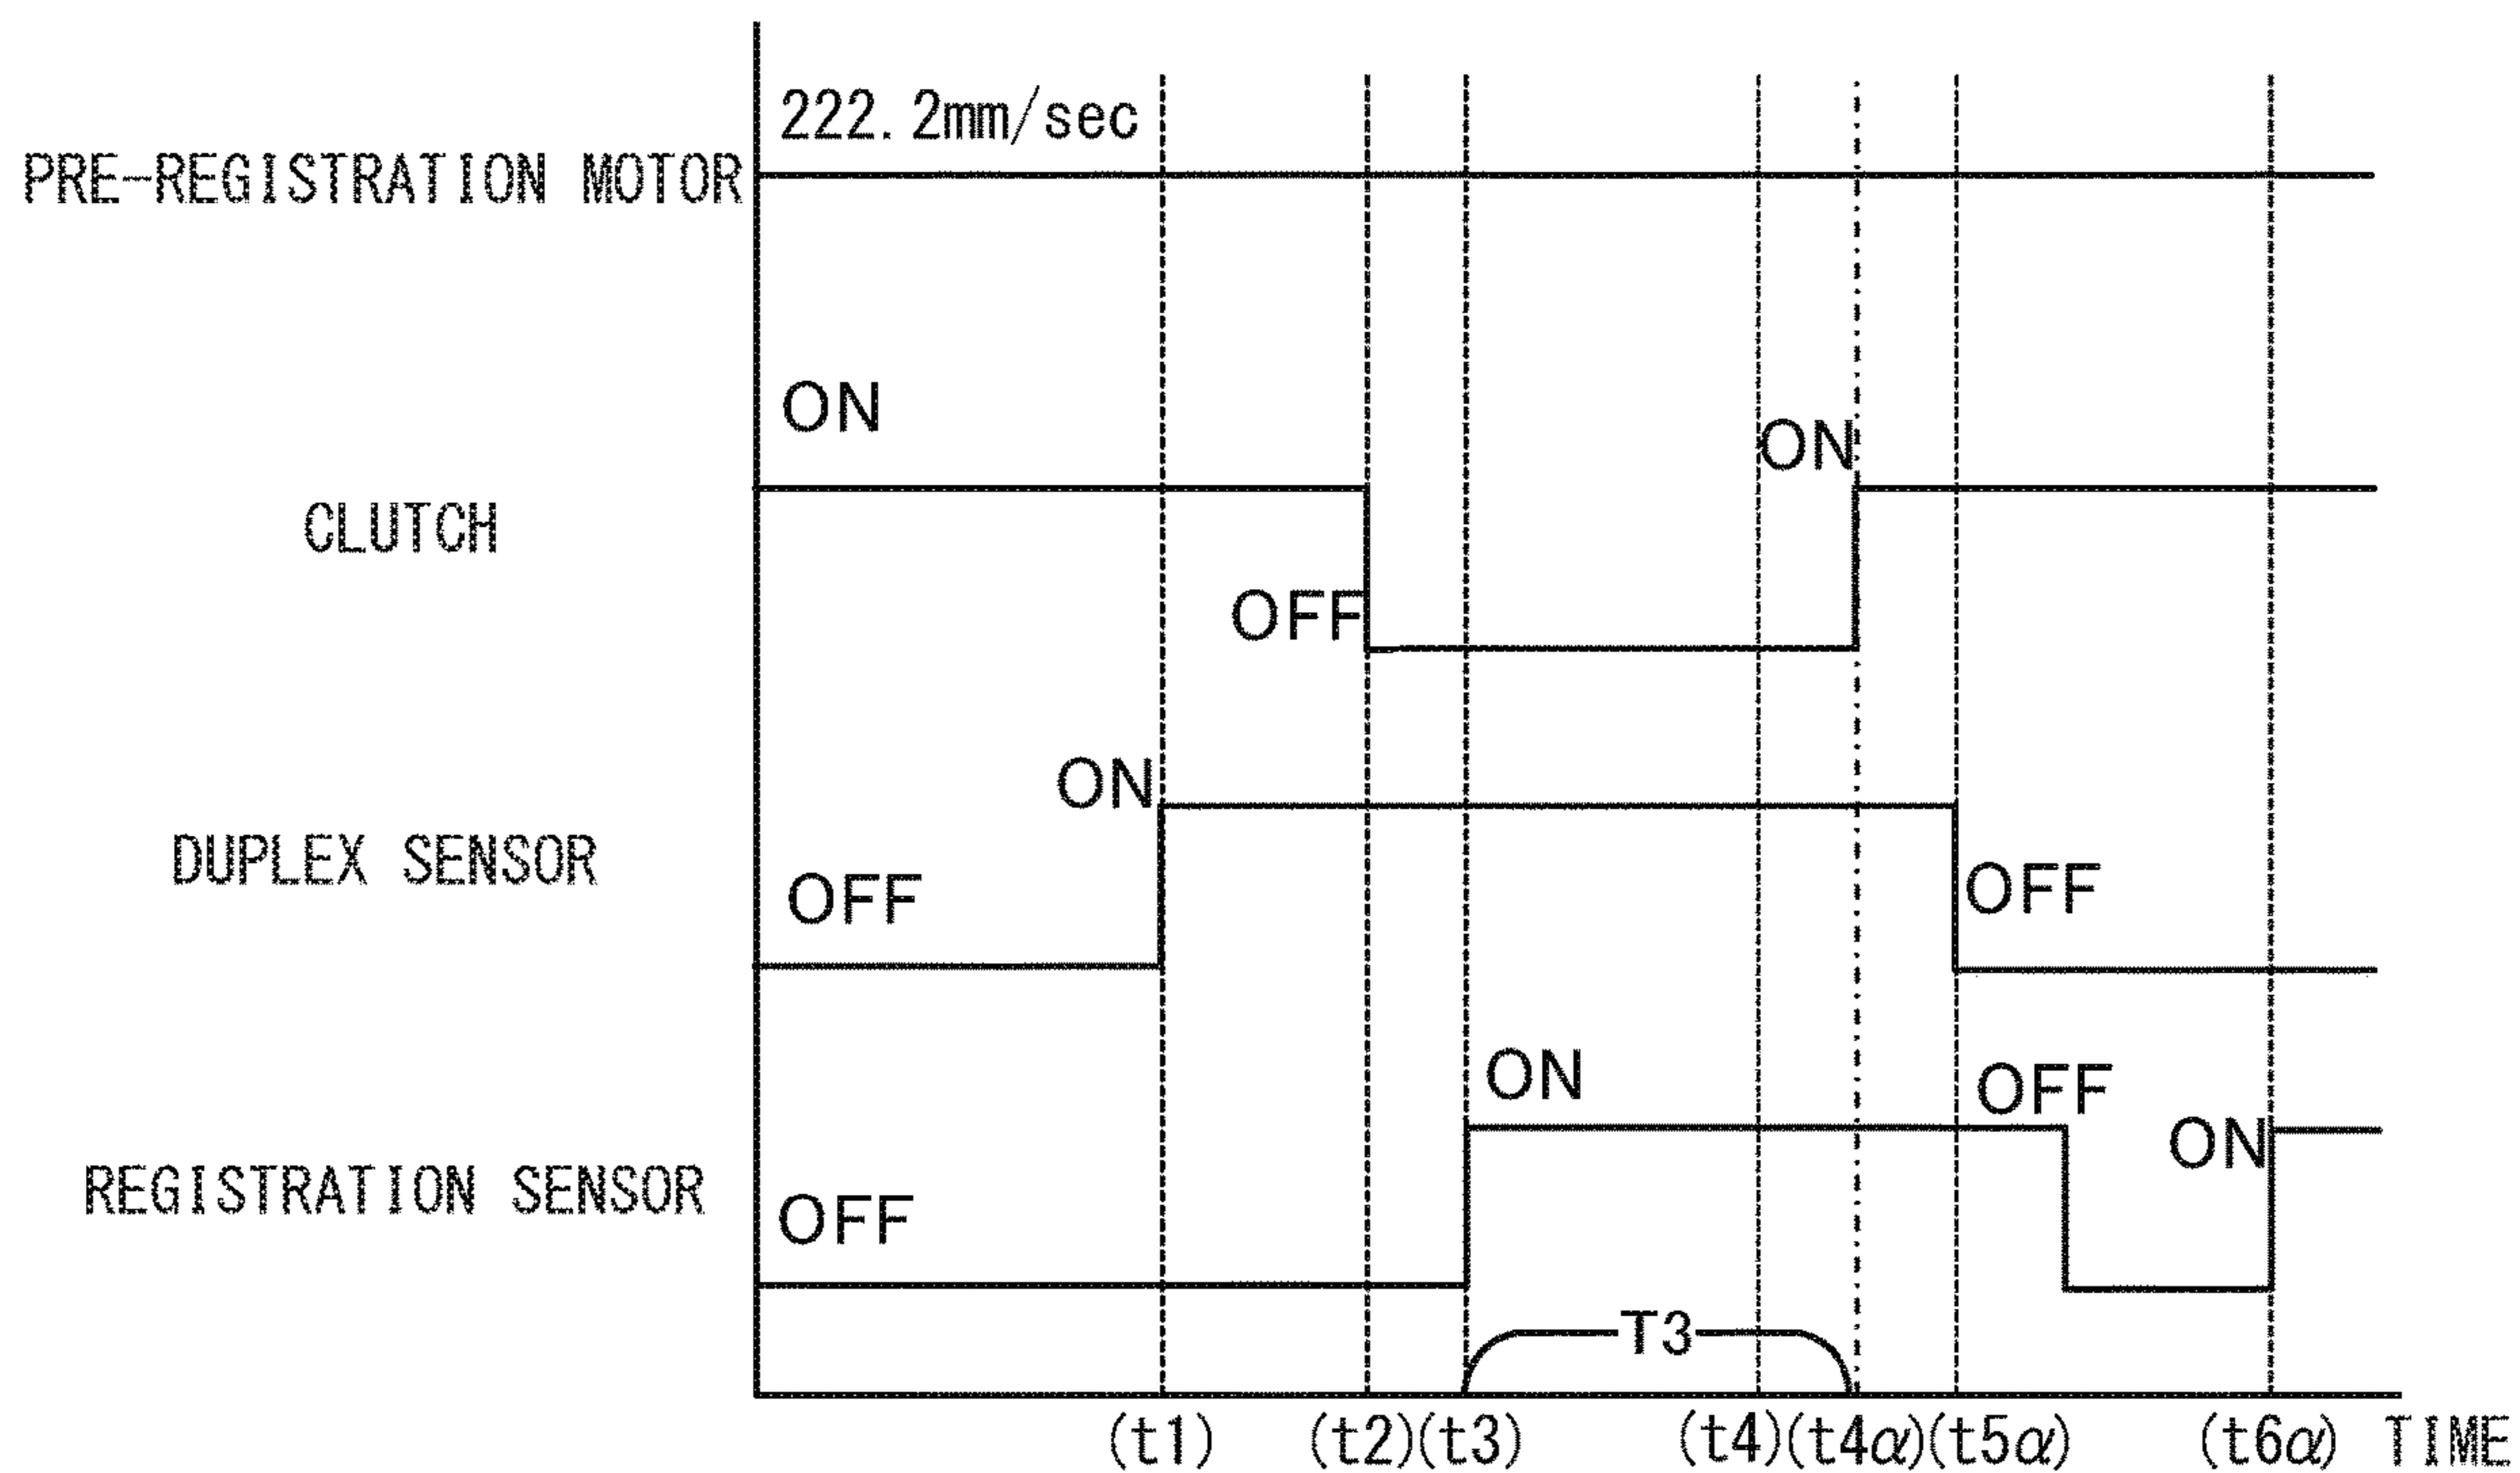 222.2mm/sec
PRE-REGISTRATION MOTOR
ON
ON
CLUTCH
OFF
ON
DUPLEX SENSOR
OFF
OFF
ON
OFF
ON
REGISTRATION SENSOR
OFF
T3
(t1) (t2)(t3) (t4)(t4α)(t5α) (t6α) TIME